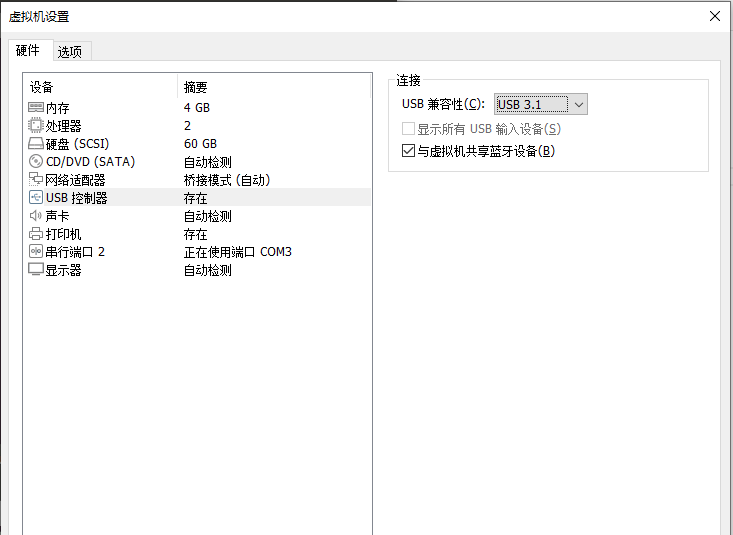 虚拟机设置
硬件 选项
设备 摘要
内存 4 GB
处理器 2
硬盘 (SCSI) 60 GB
CD/DVD (SATA) 自动检测
网络适配器 桥接模式 (自动)
USB 控制器 存在
声卡 自动检测
打印机 存在
串行端口 2 正在使用端口 COM3
显示器 自动检测
连接
USB 兼容性(C): USB 3.1
显示所有 USB 输入设备(S)
与虚拟机共享蓝牙设备(B)